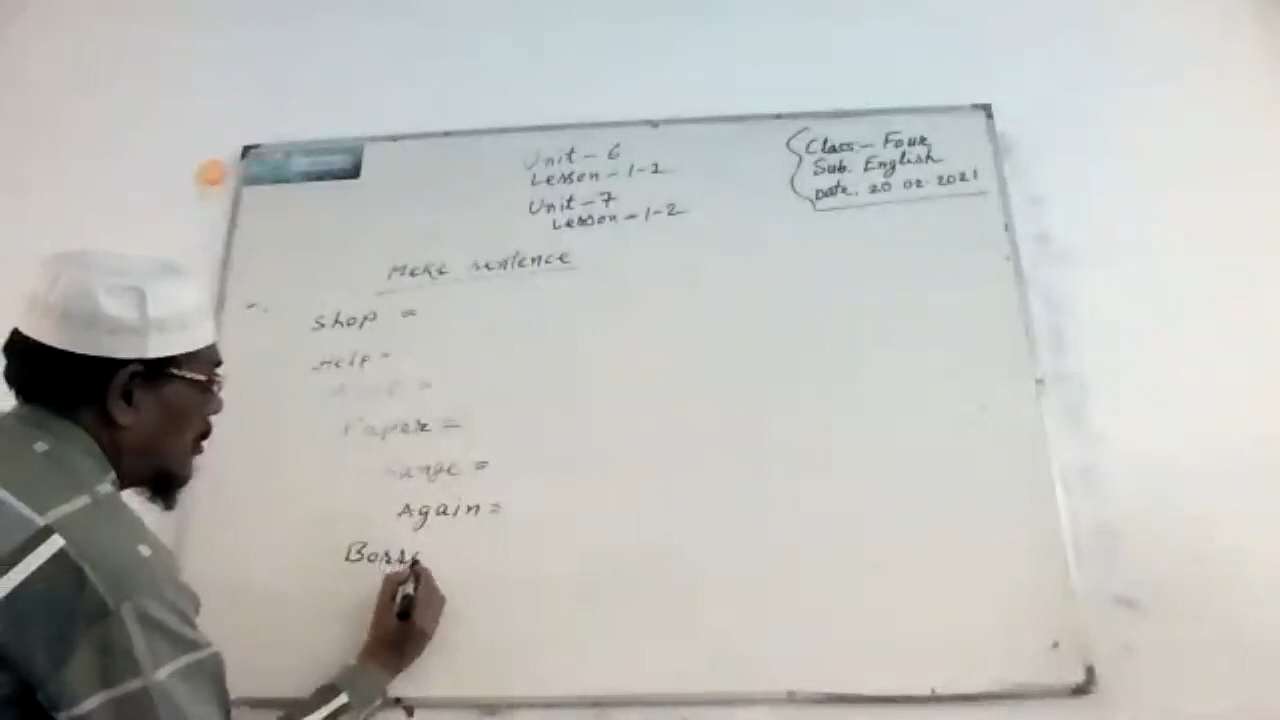 Unit - 6
Lesson - 1-2
Unit - 7
Lesson - 1-2
Class - Four
Sub. English
Date. 20 02.2021
Make sentence
Shop =
Help =
Paper =
Again =